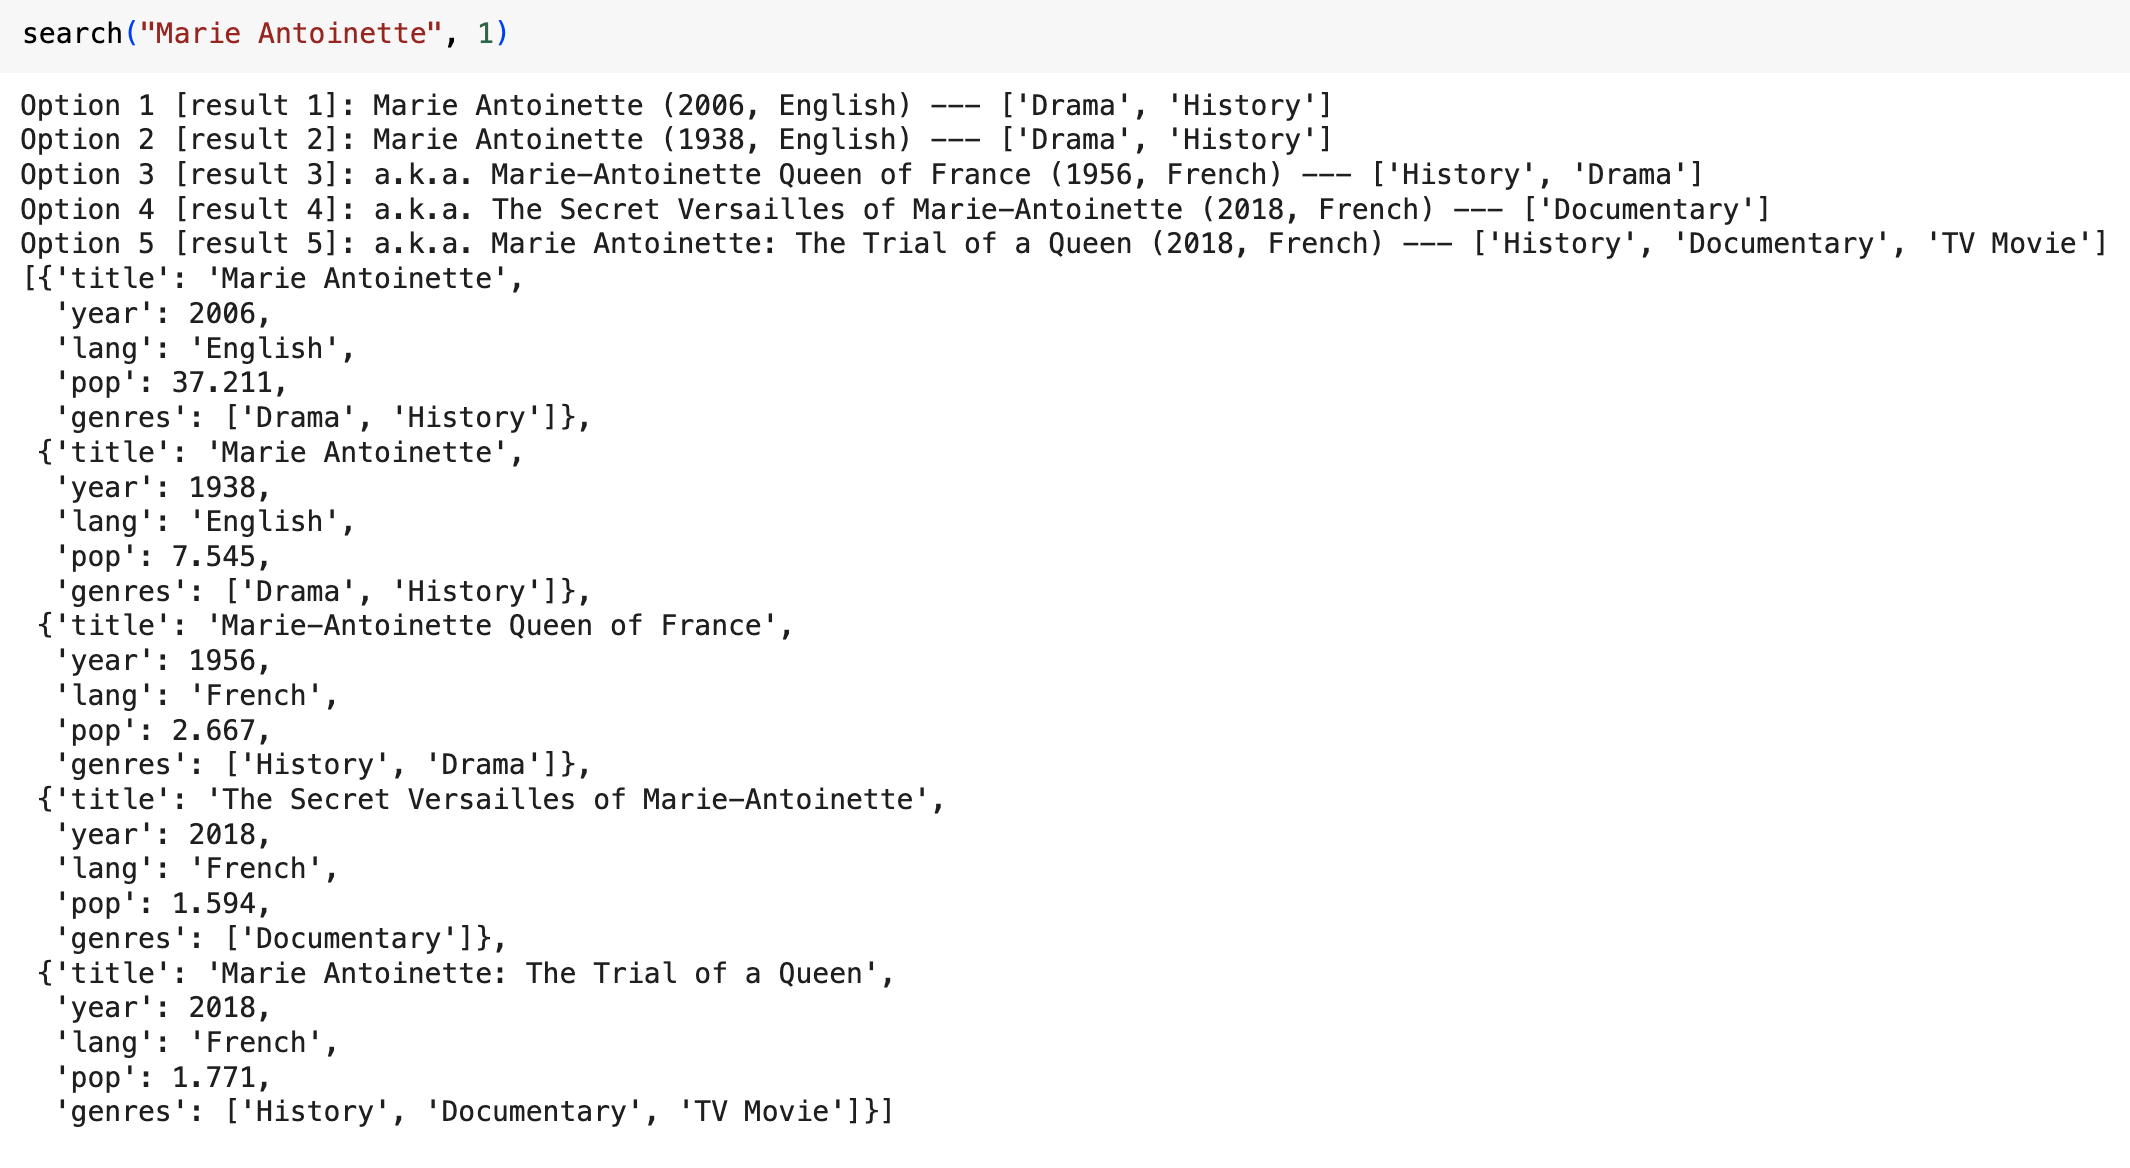 search("Marie Antoinette", 1)
Option 1 [result 1]: Marie Antoinette (2006, English) --- ['Drama', 'History']
Option 2 [result 2]: Marie Antoinette (1938, English) --- ['Drama', 'History']
Option 3 [result 3]: a.k.a. Marie-Antoinette Queen of France (1956, French) --- ['History', 'Drama']
Option 4 [result 4]: a.k.a. The Secret Versailles of Marie-Antoinette (2018, French) --- ['Documentary']
Option 5 [result 5]: a.k.a. Marie Antoinette: The Trial of a Queen (2018, French) --- ['History', 'Documentary', 'TV Movie']
[{'title': 'Marie Antoinette',
  'year': 2006,
  'lang': 'English',
  'pop': 37.211,
  'genres': ['Drama', 'History']},
 {'title': 'Marie Antoinette',
  'year': 1938,
  'lang': 'English',
  'pop': 7.545,
  'genres': ['Drama', 'History']},
 {'title': 'Marie-Antoinette Queen of France',
  'year': 1956,
  'lang': 'French',
  'pop': 2.667,
  'genres': ['History', 'Drama']},
 {'title': 'The Secret Versailles of Marie-Antoinette',
  'year': 2018,
  'lang': 'French',
  'pop': 1.594,
  'genres': ['Documentary']},
 {'title': 'Marie Antoinette: The Trial of a Queen',
  'year': 2018,
  'lang': 'French',
  'pop': 1.771,
  'genres': ['History', 'Documentary', 'TV Movie']}]